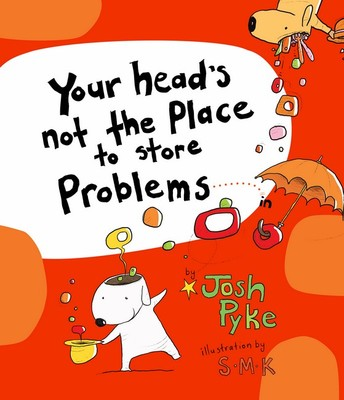 Your head's
not the Place
to store
Problems......... in
by
Josh
Pyke
illustration by
S.M.K